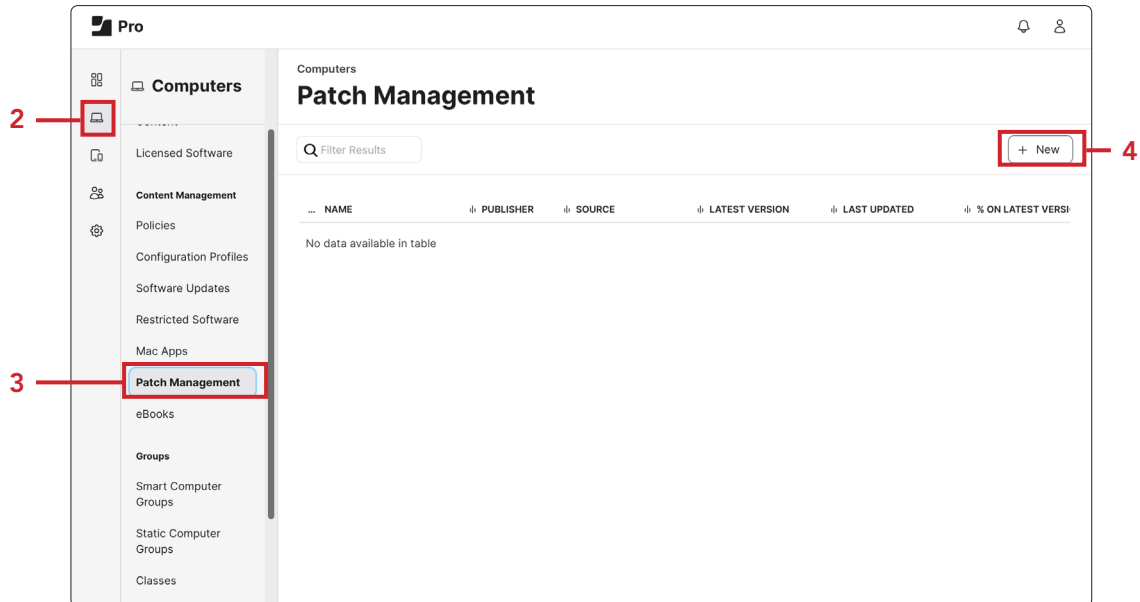 Pro
Computers
Computers
Patch Management
2
Licensed Software
Filter Results
+ New
4
Content Management
... NAME PUBLISHER SOURCE LATEST VERSION LAST UPDATED % ON LATEST VERSI
Policies
No data available in table
Configuration Profiles
Software Updates
Restricted Software
Mac Apps
3
Patch Management
eBooks
Groups
Smart Computer
Groups
Static Computer
Groups
Classes